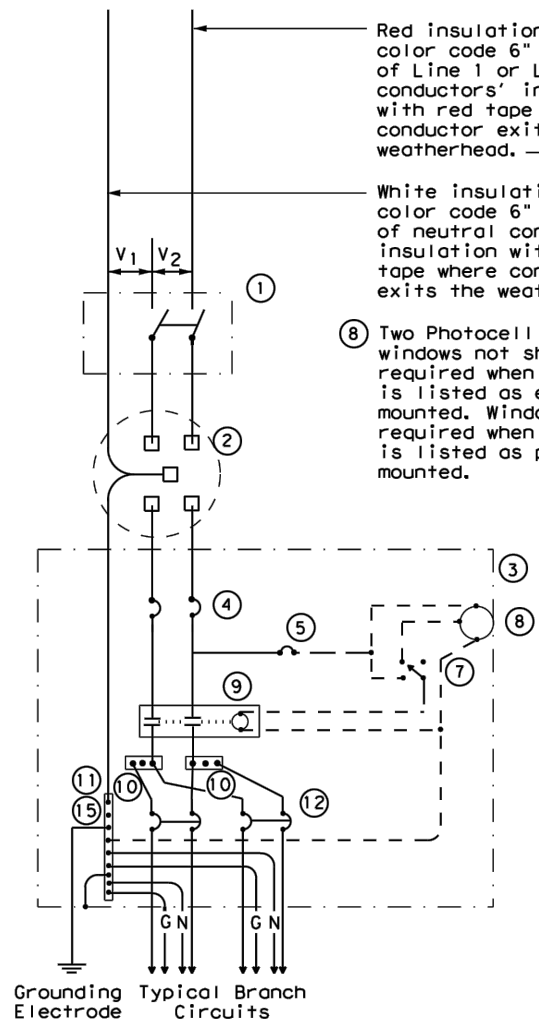 Red insulation
color code 6"
of Line 1 or L
conductors' in
with red tape
conductor exit
weatherhead.
White insulati
color code 6"
of neutral con
insulation wit
tape where con
exits the weat
V1 V2
1
8 Two Photocell
windows not sh
required when
is listed as e
mounted. Windo
required when
is listed as p
mounted.
2
3
4
5
8
7
9
11
10
10
12
15
G N
G N
Grounding
Electrode
Typical Branch
Circuits